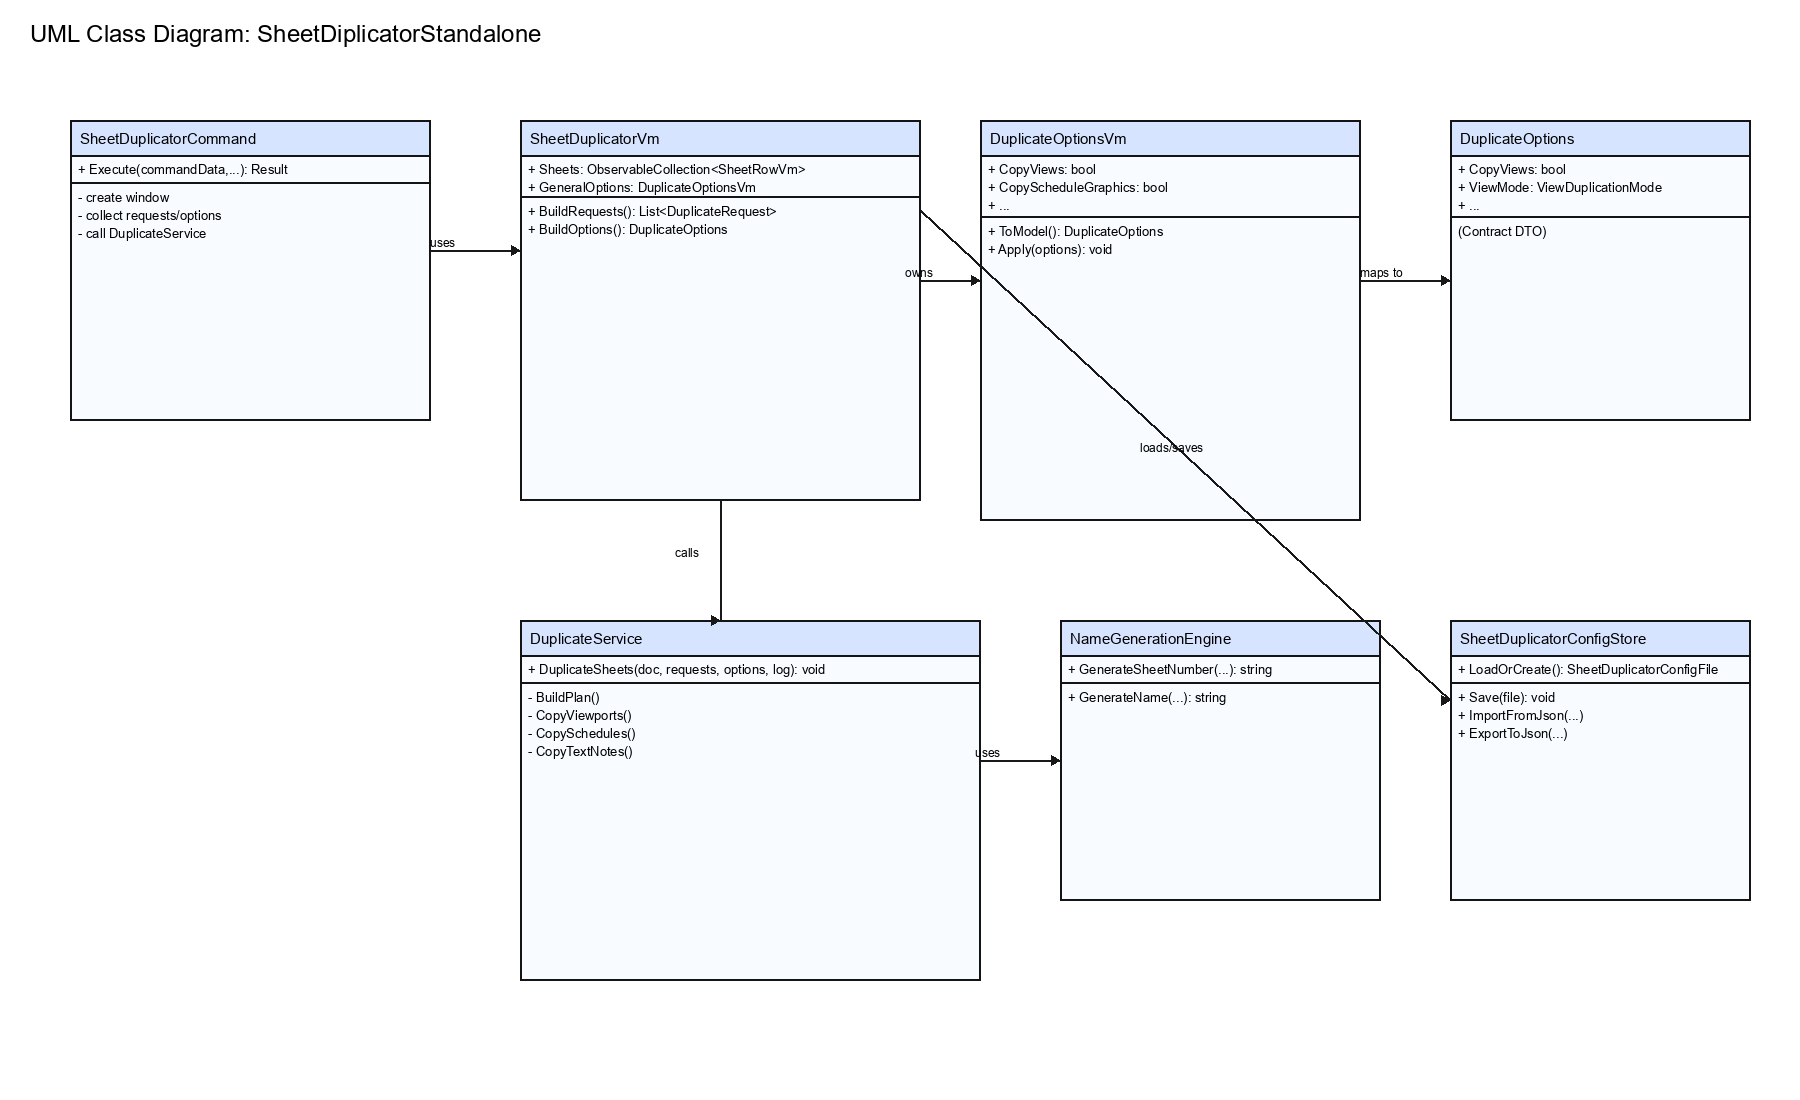 UML Class Diagram: SheetDiplicatorStandalone
SheetDuplicatorCommand
+ Execute(commandData,...): Result
- create window
- collect requests/options
- call DuplicateService
uses
SheetDuplicatorVm
+ Sheets: ObservableCollection<SheetRowVm>
+ GeneralOptions: DuplicateOptionsVm
+ BuildRequests(): List<DuplicateRequest>
+ BuildOptions(): DuplicateOptions
owns
DuplicateOptionsVm
+ CopyViews: bool
+ CopyScheduleGraphics: bool
+ ...
+ ToModel(): DuplicateOptions
+ Apply(options): void
maps to
DuplicateOptions
+ CopyViews: bool
+ ViewMode: ViewDuplicationMode
+ ...
(Contract DTO)
loads/saves
calls
DuplicateService
+ DuplicateSheets(doc, requests, options, log): void
- BuildPlan()
- CopyViewports()
- CopySchedules()
- CopyTextNotes()
uses
NameGenerationEngine
+ GenerateSheetNumber(...): string
+ GenerateName(...): string
SheetDuplicatorConfigStore
+ LoadOrCreate(): SheetDuplicatorConfigFile
+ Save(file): void
+ ImportFromJson(...)
+ ExportToJson(...)